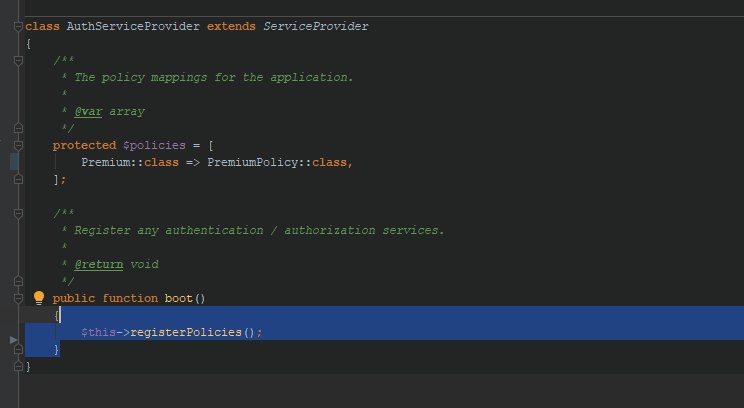 class AuthServiceProvider extends ServiceProvider
{
    /**
     * The policy mappings for the application.
     *
     * @var array
     */
    protected $policies = [
        Premium::class => PremiumPolicy::class,
    ];
    /**
     * Register any authentication / authorization services.
     *
     * @return void
     */
    public function boot()
    {
        $this->registerPolicies();
    }
}